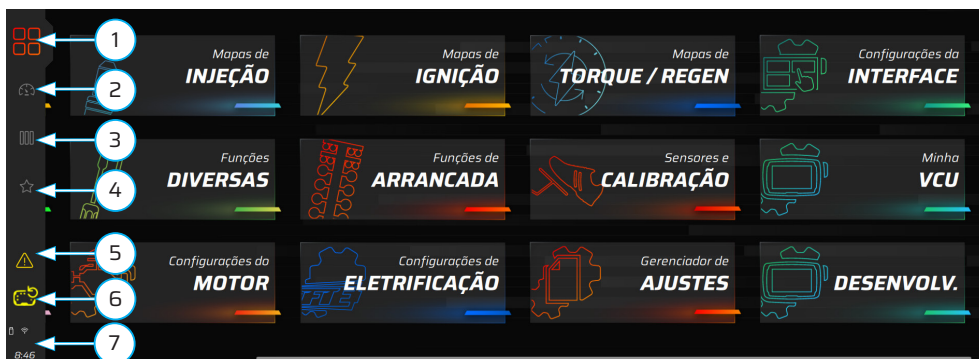 1
Mapas de
INJEÇÃO
Mapas de
IGNIÇÃO
Mapas de
TORQUE / REGEN
Configurações da
INTERFACE
2
3
Funções
DIVERSAS
Funções de
ARRANCADA
Sensores e
CALIBRAÇÃO
Minha
VCU
4
5
Configurações do
MOTOR
Configurações de
ELETRIFICAÇÃO
FTE
Gerenciador de
AJUSTES
DESENVOLV.
6
7
8:46